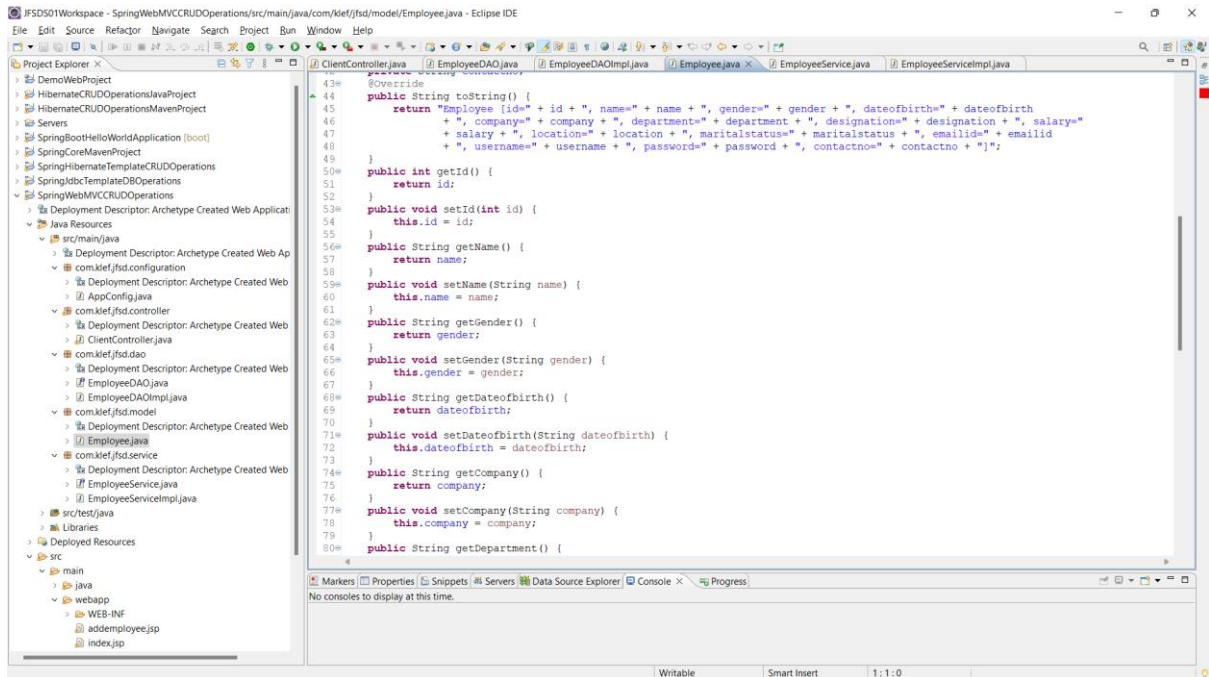 JFSDS01Workspace - SpringWebMVCCRUDOperations/src/main/java/com/klef/jfsd/model/Employee.java - Eclipse IDE
File Edit Source Refactor Navigate Search Project Run Window Help
Project Explorer
DemoWebProject
HibernateCRUDOperationsJavaProject
HibernateCRUDOperationsMavenProject
Servers
SpringBootHelloWorldApplication [boot]
SpringCoreMavenProject
SpringHibernateTemplateCRUDOperations
SpringJdbcTemplateDBOperations
SpringWebMVCCRUDOperations
Deployment Descriptor: Archetype Created Web Applicati
Java Resources
src/main/java
Deployment Descriptor: Archetype Created Web Ap
com.klef.jfsd.configuration
Deployment Descriptor: Archetype Created Web
AppConfig.java
com.klef.jfsd.controller
Deployment Descriptor: Archetype Created Web
ClientController.java
com.klef.jfsd.dao
Deployment Descriptor: Archetype Created Web
EmployeeDAO.java
EmployeeDAOImpl.java
com.klef.jfsd.model
Deployment Descriptor: Archetype Created Web
Employee.java
com.klef.jfsd.service
Deployment Descriptor: Archetype Created Web
EmployeeService.java
EmployeeServiceImpl.java
src/test/java
Libraries
Deployed Resources
src
main
java
webapp
WEB-INF
addemployee.jsp
index.jsp
ClientController.java EmployeeDAO.java EmployeeDAOImpl.java Employee.java EmployeeService.java EmployeeServiceImpl.java
42 private String contactno;
43 @Override
44 public String toString() {
45 return "Employee [id=" + id + ", name=" + name + ", gender=" + gender + ", dateofbirth=" + dateofbirth
46 + ", company=" + company + ", department=" + department + ", designation=" + designation + ", salary="
47 + salary + ", location=" + location + ", maritalstatus=" + maritalstatus + ", emailid=" + emailid
48 + ", username=" + username + ", password=" + password + ", contactno=" + contactno + "]";
49 }
50 public int getId() {
51 return id;
52 }
53 public void setId(int id) {
54 this.id = id;
55 }
56 public String getName() {
57 return name;
58 }
59 public void setName(String name) {
60 this.name = name;
61 }
62 public String getGender() {
63 return gender;
64 }
65 public void setGender(String gender) {
66 this.gender = gender;
67 }
68 public String getDateofbirth() {
69 return dateofbirth;
70 }
71 public void setDateofbirth(String dateofbirth) {
72 this.dateofbirth = dateofbirth;
73 }
74 public String getCompany() {
75 return company;
76 }
77 public void setCompany(String company) {
78 this.company = company;
79 }
80 public String getDepartment() {
Markers Properties Snippets Servers Data Source Explorer Console Progress
No consoles to display at this time.
Writable Smart Insert 1 : 1 : 0